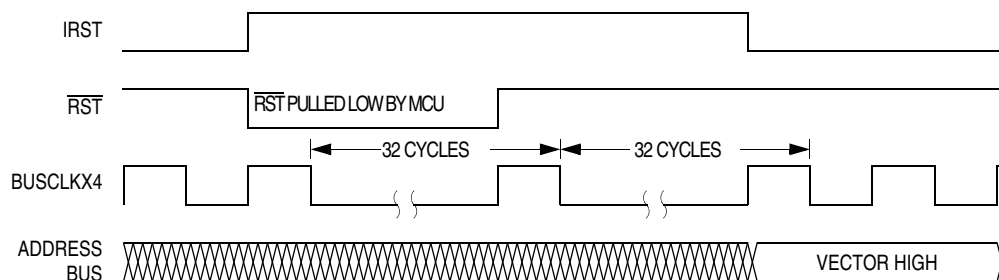 IRST
RST
RST PULLED LOW BY MCU
32 CYCLES
32 CYCLES
BUSCLKX4
ADDRESS
BUS
VECTOR HIGH